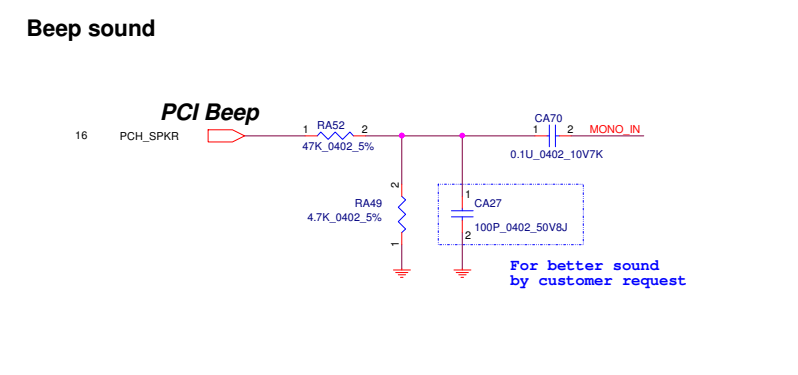 Beep sound
PCI Beep
16 PCH_SPKR
1 RA52 2
47K_0402_5%
CA70
1 2 MONO_IN
0.1U_0402_10V7K
2
RA49
4.7K_0402_5%
1
1
CA27
100P_0402_50V8J
2
For better sound
by customer request